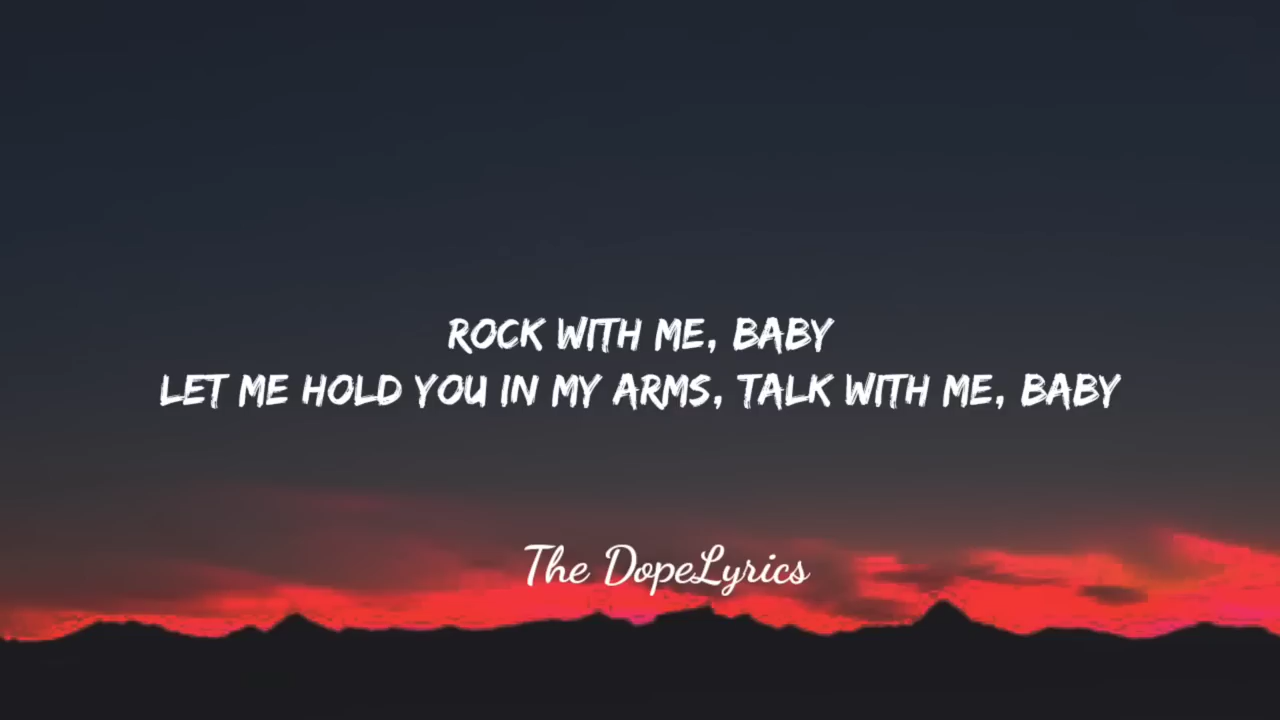 ROCK WITH ME, BABY
LET ME HOLD YOU IN MY ARMS, TALK WITH ME, BABY
The DopeLyrics